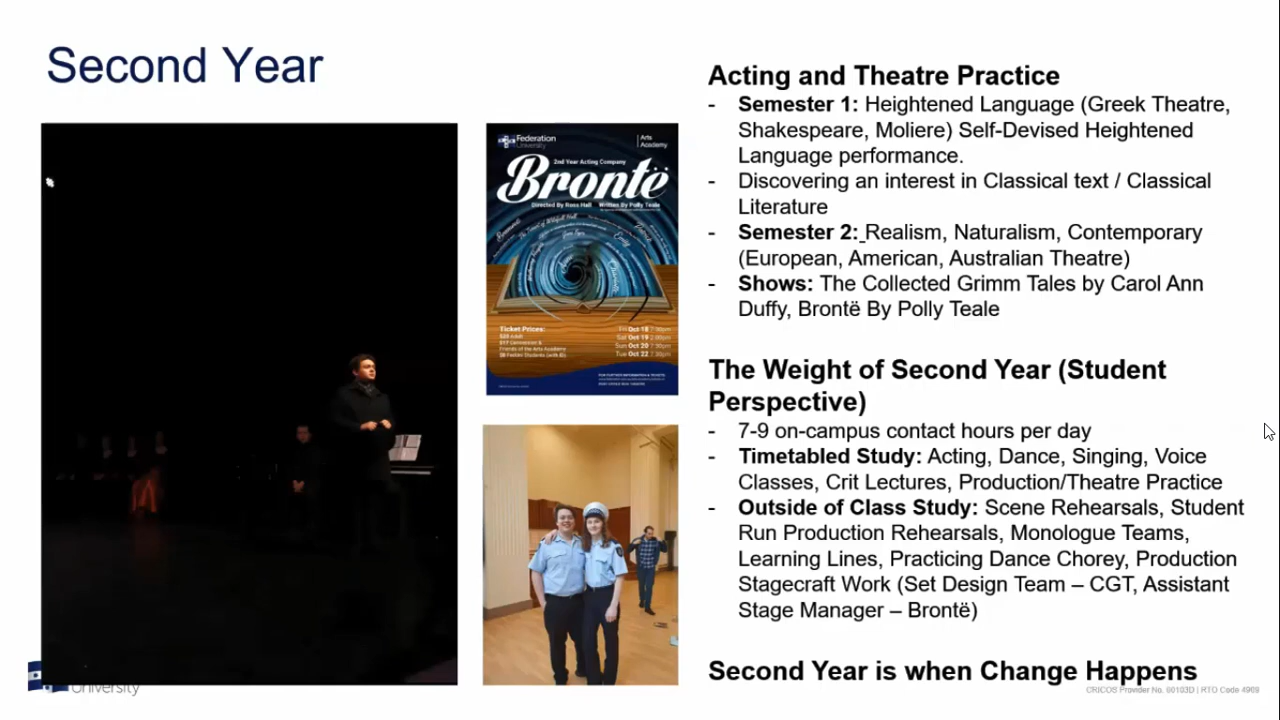 Second Year
Federation
University
Arts
Academy
2nd Year Acting Company
Brontë
Directed By Ross Hall Written By Polly Teale
Ticket Prices:
Friends of the Arts Academy
Fri Oct 18
Sat Oct 19
Sun Oct 20
Tue Oct 22
Acting and Theatre Practice
- Semester 1: Heightened Language (Greek Theatre,
Shakespeare, Moliere) Self-Devised Heightened
Language performance.
- Discovering an interest in Classical text / Classical
Literature
- Semester 2: Realism, Naturalism, Contemporary
(European, American, Australian Theatre)
- Shows: The Collected Grimm Tales by Carol Ann
Duffy, Brontë By Polly Teale
The Weight of Second Year (Student
Perspective)
- 7-9 on-campus contact hours per day
- Timetabled Study: Acting, Dance, Singing, Voice
Classes, Crit Lectures, Production/Theatre Practice
- Outside of Class Study: Scene Rehearsals, Student
Run Production Rehearsals, Monologue Teams,
Learning Lines, Practicing Dance Chorey, Production
Stagecraft Work (Set Design Team – CGT, Assistant
Stage Manager – Brontë)
Second Year is when Change Happens
University
CRICOS Provider No. 00103D | RTO Code 4909